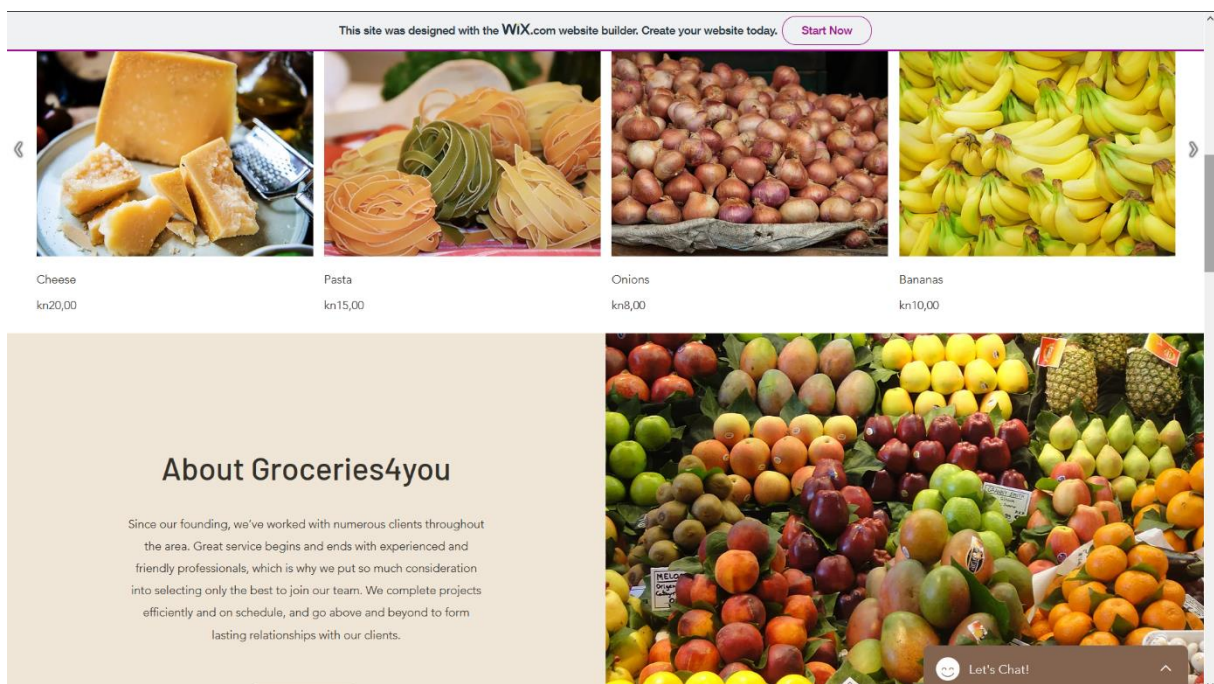 This site was designed with the WiX.com website builder. Create your website today. Start Now
Cheese
kn20,00
Pasta
kn15,00
Onions
kn8,00
Bananas
kn10,00
About Groceries4you
Since our founding, we've worked with numerous clients throughout
the area. Great service begins and ends with experienced and
friendly professionals, which is why we put so much consideration
into selecting only the best to join our team. We complete projects
efficiently and on schedule, and go above and beyond to form
lasting relationships with our clients.
Let's Chat!